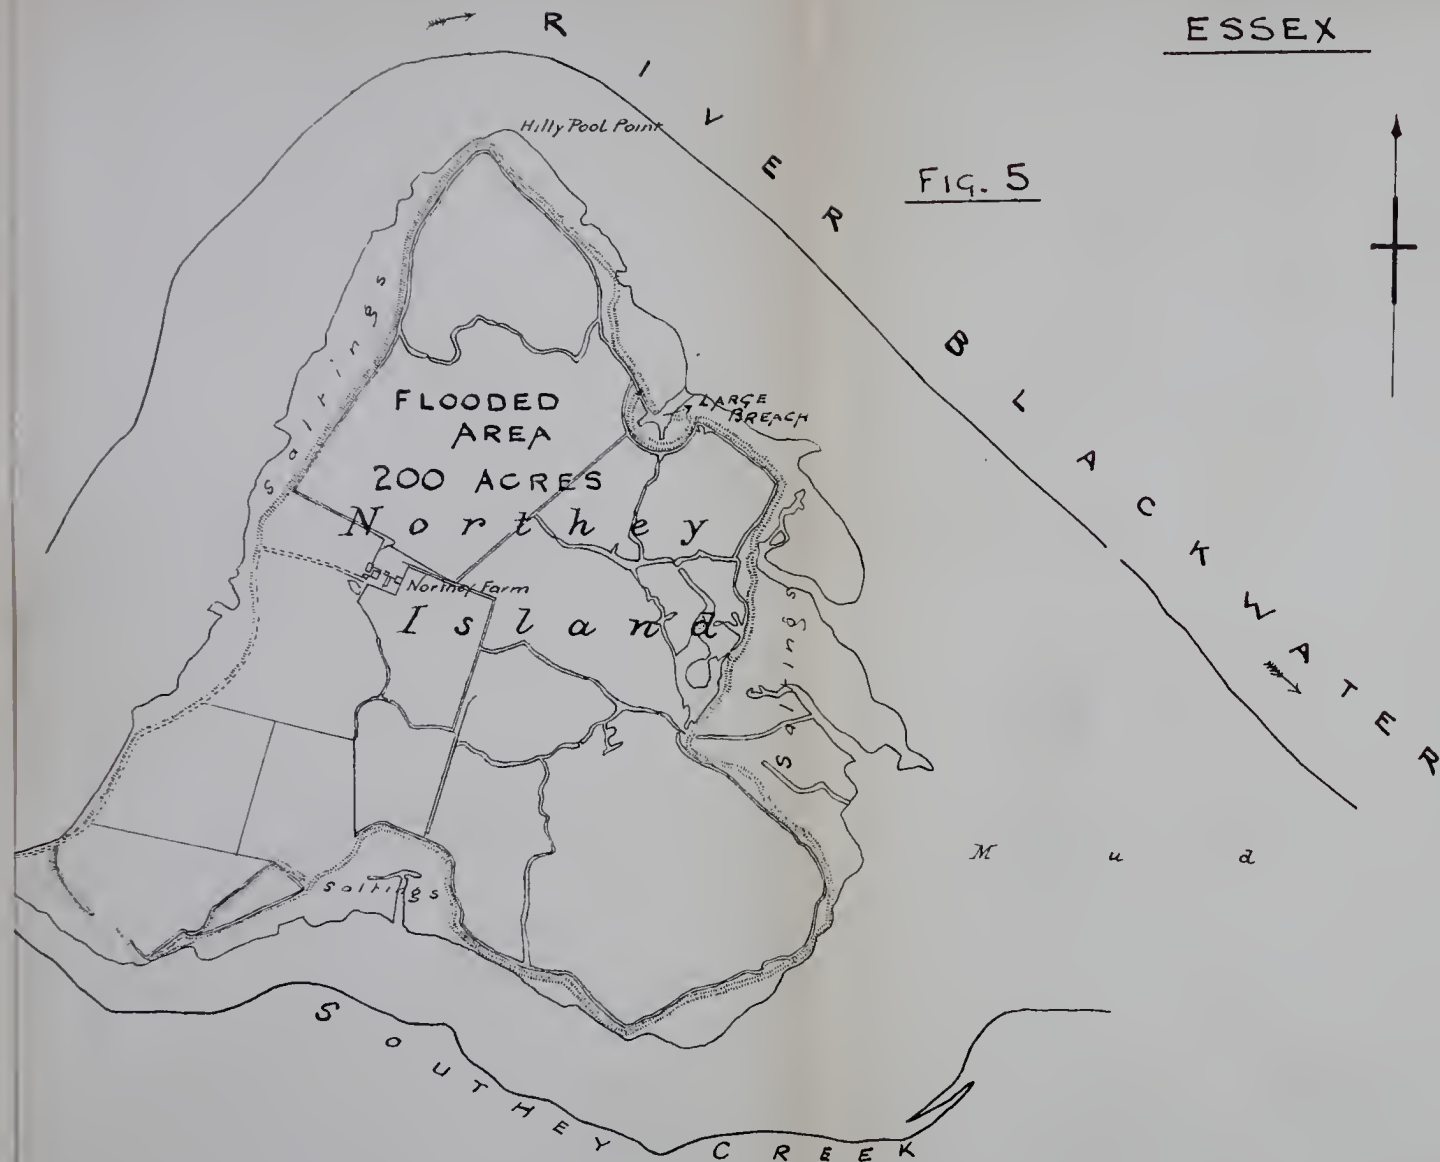 ESSEX
FIG. 5
RIVER BLACKWATER
Hilly Pool Point
Saltings
LARGE
BREACH
FLOODED
AREA
200 ACRES
Northey
Northey Farm
Island
Saltings
Mud
Saltings
SOUTHEY CREEK